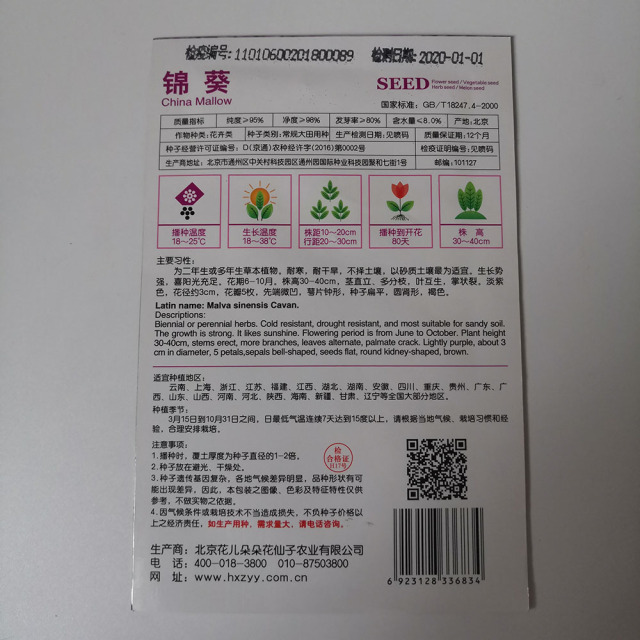 检疫编号:110106002018000089 检测日期:2020-01-01
锦葵
China Mallow
SEED Flower seed / Vegetable seed
Herb seed / Melon seed
国家标准: GB/T18247.4-2000
质量指标 纯度≥95% 净度≥98% 发芽率≥80% 含水量≤8.0% 产地:北京
作物种类:花卉类 种子类别:常规大田用种 生产检测日期:见喷码 质量保证期:12个月
种子经营许可证编号: D(京通)农种经许字(2016)第0002号 检疫证明编号:见喷码
生产商地址: 北京市通州区中关村科技园区通州园国际种业科技园聚和七街1号 邮编:101127
播种温度
18~25℃
生长温度
18~38℃
株距10~20cm
行距20~30cm
播种到开花
80天
株 高
30~40cm
主要习性:
为二年生或多年生草本植物,耐寒,耐干旱,不择土壤,以砂质土壤最为适宜,生长势
强,喜阳光充足。花期6-10月,株高30-40cm,茎直立、多分枝,叶互生,掌状裂。淡紫
色,花径约3cm,花瓣5枚,先端微凹,萼片钟形,种子扁平,圆肾形,褐色。
Latin name: Malva sinensis Cavan.
Descriptions:
Biennial or perennial herbs. Cold resistant, drought resistant, and most suitable for sandy soil.
The growth is strong. It likes sunshine. Flowering period is from June to October. Plant height
30-40cm, stems erect, more branches, leaves alternate, palmate crack. Lightly purple, about 3
cm in diameter, 5 petals,sepals bell-shaped, seeds flat, round kidney-shaped, brown.
适宜种植地区:
云南、上海、浙江、江苏、福建、江西、湖北、湖南、安徽、四川、重庆、贵州、广东、广
西、山东、山西、河南、河北、陕西、海南、新疆、甘肃、辽宁等全国大部分地区。
种植季节:
3月15日到10月31日之间,日最低气温连续7天达到15度以上,请根据当地气候、栽培习惯和经
验,合理安排栽培。
注意事项:
1.播种时,覆土厚度为种子直径的1-2倍。
2.种子放在避光、干燥处。
3.种子遗传基因复杂,各地气候差异明显,品种形状有可
能出现差异,因此,本包装之图像、色彩及特征特性仅供
参考,不做实物之依据。
4.因气候条件或栽培技术不当造成损失,不负种子价格以
上之经济责任,如生产用种,需求量大,请电话咨询。
检
合格证
J17号
生产商: 北京花儿朵朵花仙子农业有限公司
电 话: 400-018-3800 010-87503800
网 址: www.hxzyy.com.cn
6 923128 336834